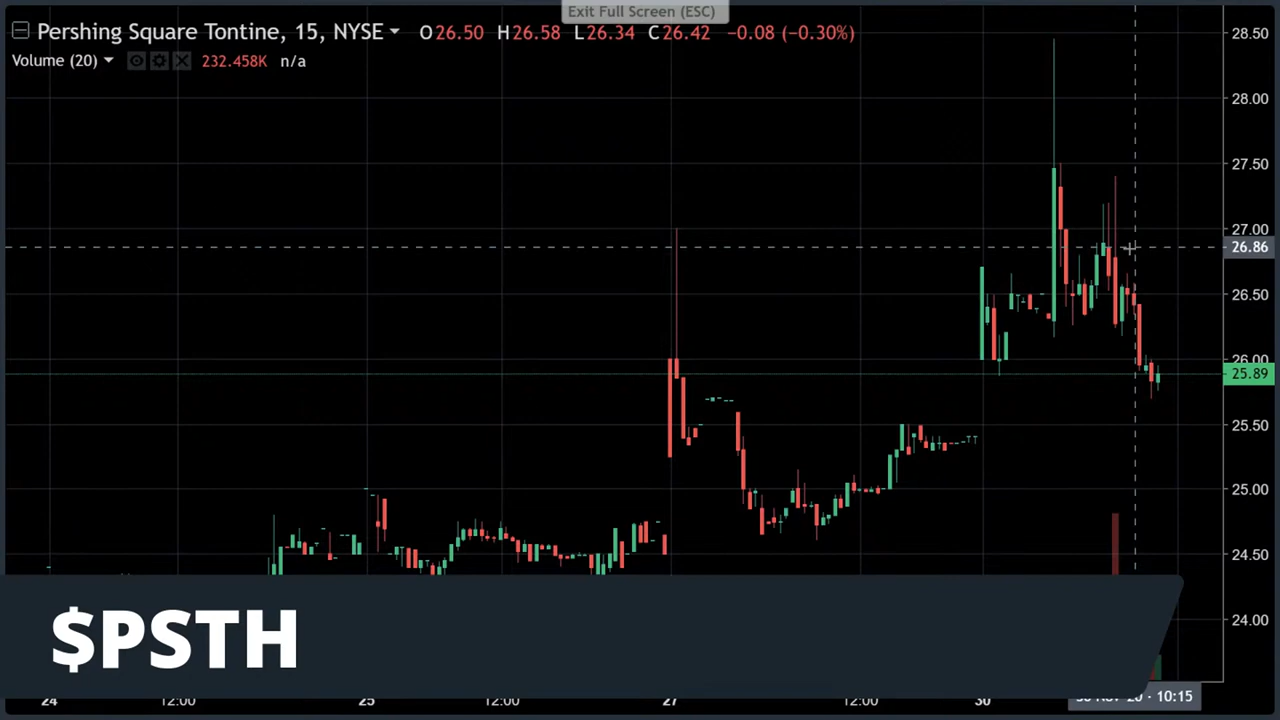 Exit Full Screen (ESC)
Pershing Square Tontine, 15, NYSE O26.50 H26.58 L26.34 C26.42 −0.08 (−0.30%)
Volume (20) 232.458K n/a
28.50
28.00
27.50
27.00
26.86
26.50
26.00
25.89
25.50
25.00
24.50
24.00
$PSTH
24 12:00 25 12:00 27 12:00 30 30 Nov '20 · 10:15